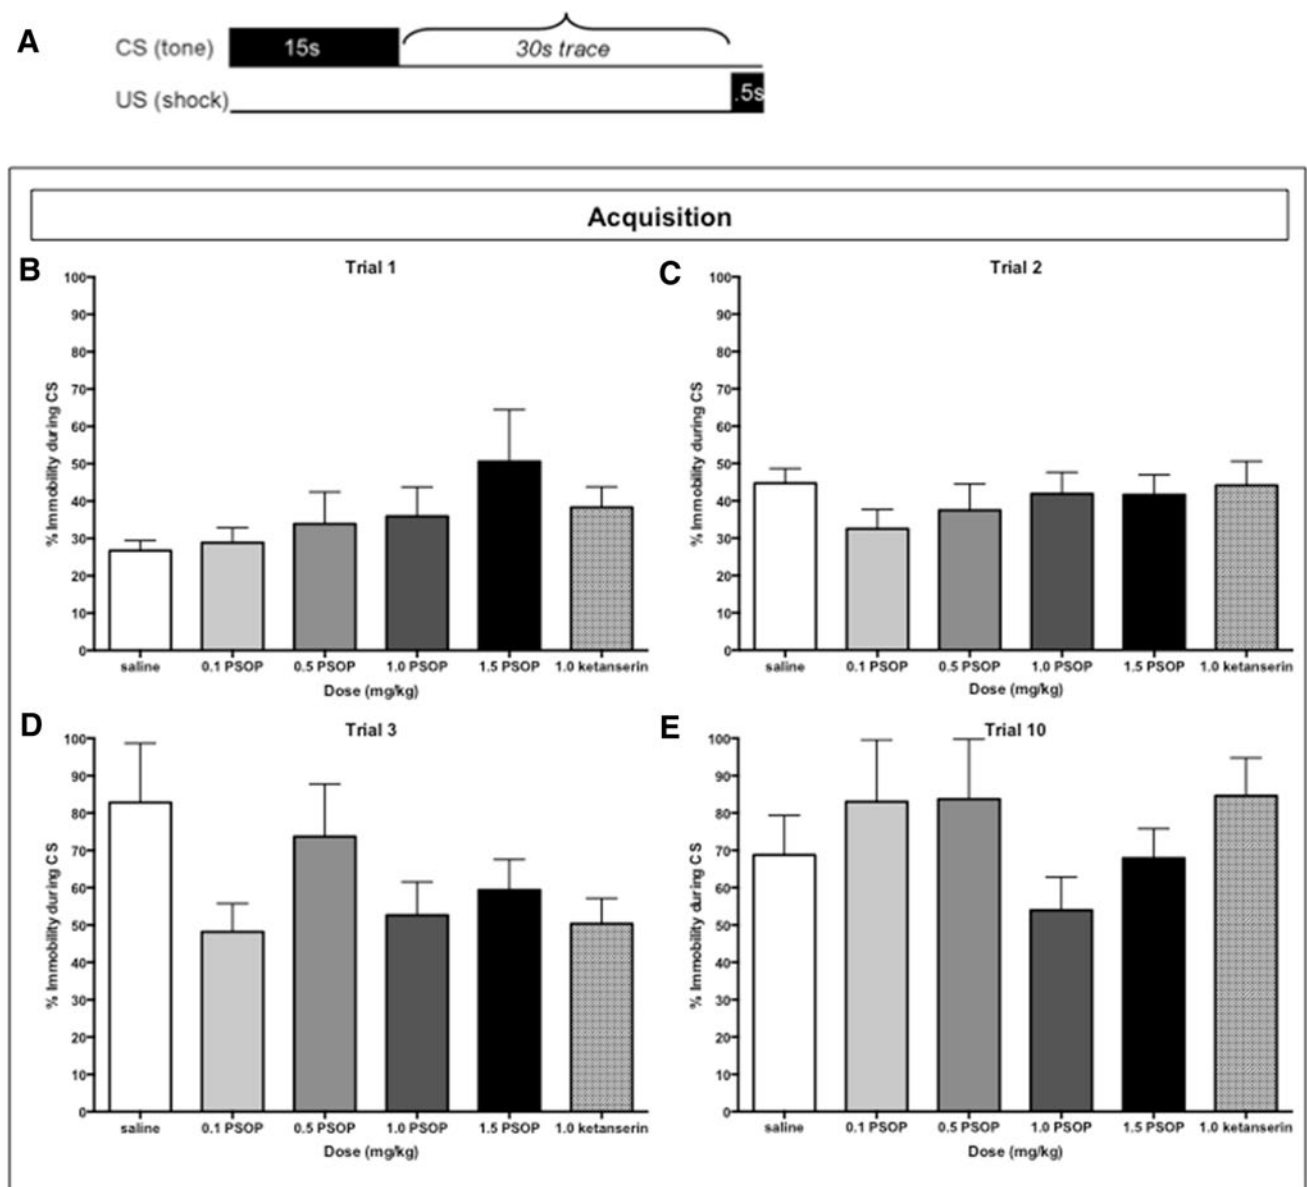 A
CS (tone)
15s
30s trace
US (shock)
.5s
Acquisition
B
Trial 1
% Immobility during CS
100
90
80
70
60
50
40
30
20
10
0
saline 0.1 PSOP 0.5 PSOP 1.0 PSOP 1.5 PSOP 1.0 ketanserin
Dose (mg/kg)
C
Trial 2
% Immobility during CS
100
90
80
70
60
50
40
30
20
10
0
saline 0.1 PSOP 0.5 PSOP 1.0 PSOP 1.5 PSOP 1.0 ketanserin
Dose (mg/kg)
D
Trial 3
% Immobility during CS
100
90
80
70
60
50
40
30
20
10
0
saline 0.1 PSOP 0.5 PSOP 1.0 PSOP 1.5 PSOP 1.0 ketanserin
Dose (mg/kg)
E
Trial 10
% Immobility during CS
100
90
80
70
60
50
40
30
20
10
0
saline 0.1 PSOP 0.5 PSOP 1.0 PSOP 1.5 PSOP 1.0 ketanserin
Dose (mg/kg)